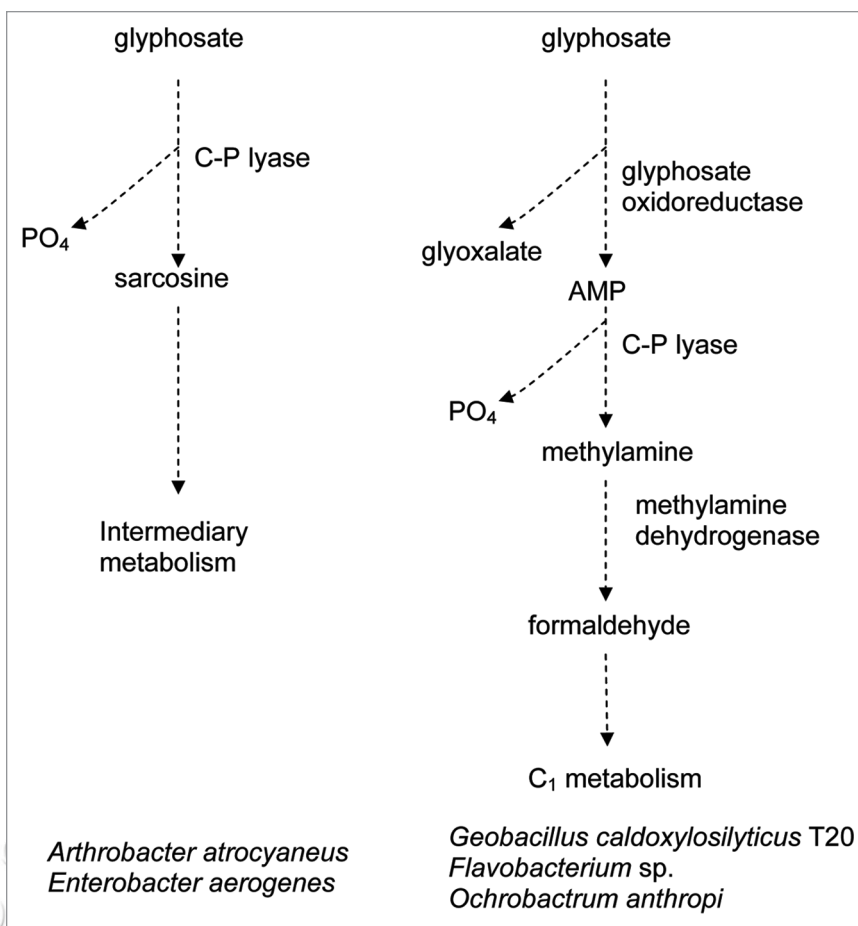 glyphosate
C-P lyase
PO₄
sarcosine
Intermediary
metabolism
Arthrobacter atrocyaneus
Enterobacter aerogenes
glyphosate
glyphosate
oxidoreductase
glyoxalate
AMP
C-P lyase
PO₄
methylamine
methylamine
dehydrogenase
formaldehyde
C₁ metabolism
Geobacillus caldoxylosilyticus T20
Flavobacterium sp.
Ochrobactrum anthropi